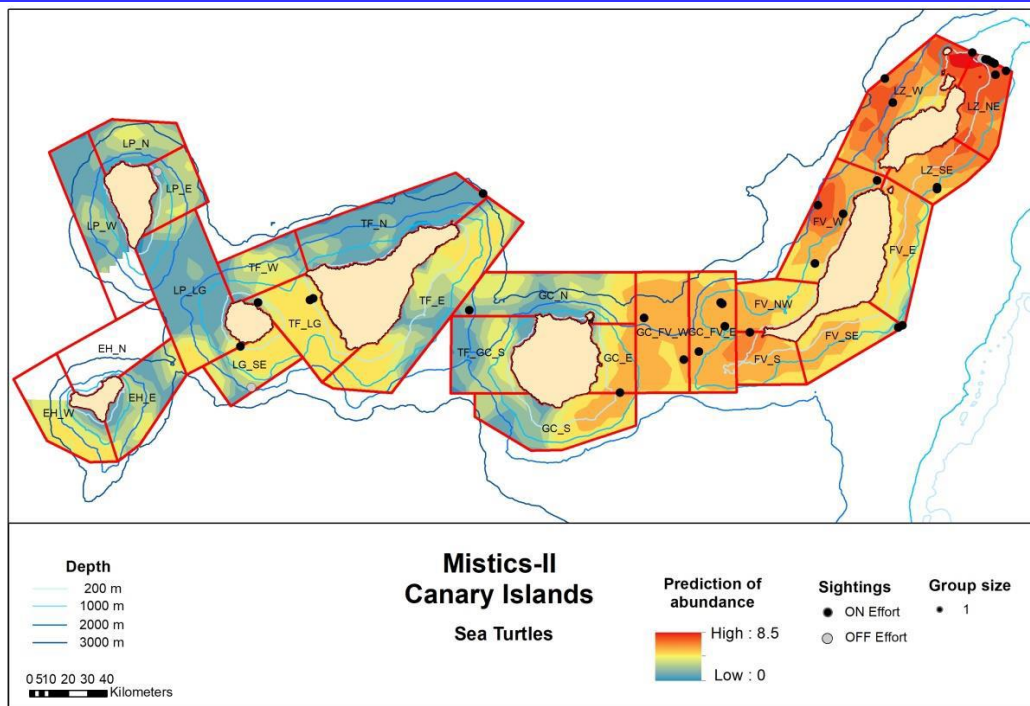 LP_N
LP_E
LP_W
LP_LG
TF_N
TF_W
TF_LG
TF_E
LG_SE
EH_N
EH_W
EH_E
GC_N
TF_GC_S
GC_E
GC_S
GC_FV_W
GC_FV_E
FV_NW
FV_S
FV_SE
FV_W
FV_E
LZ_W
LZ_NE
LZ_SE
Depth
200 m
1000 m
2000 m
3000 m
0 5 10 20 30 40
Kilometers
Mistics-II
Canary Islands
Sea Turtles
Prediction of
abundance
High : 8.5
Low : 0
Sightings
ON Effort
OFF Effort
Group size
1